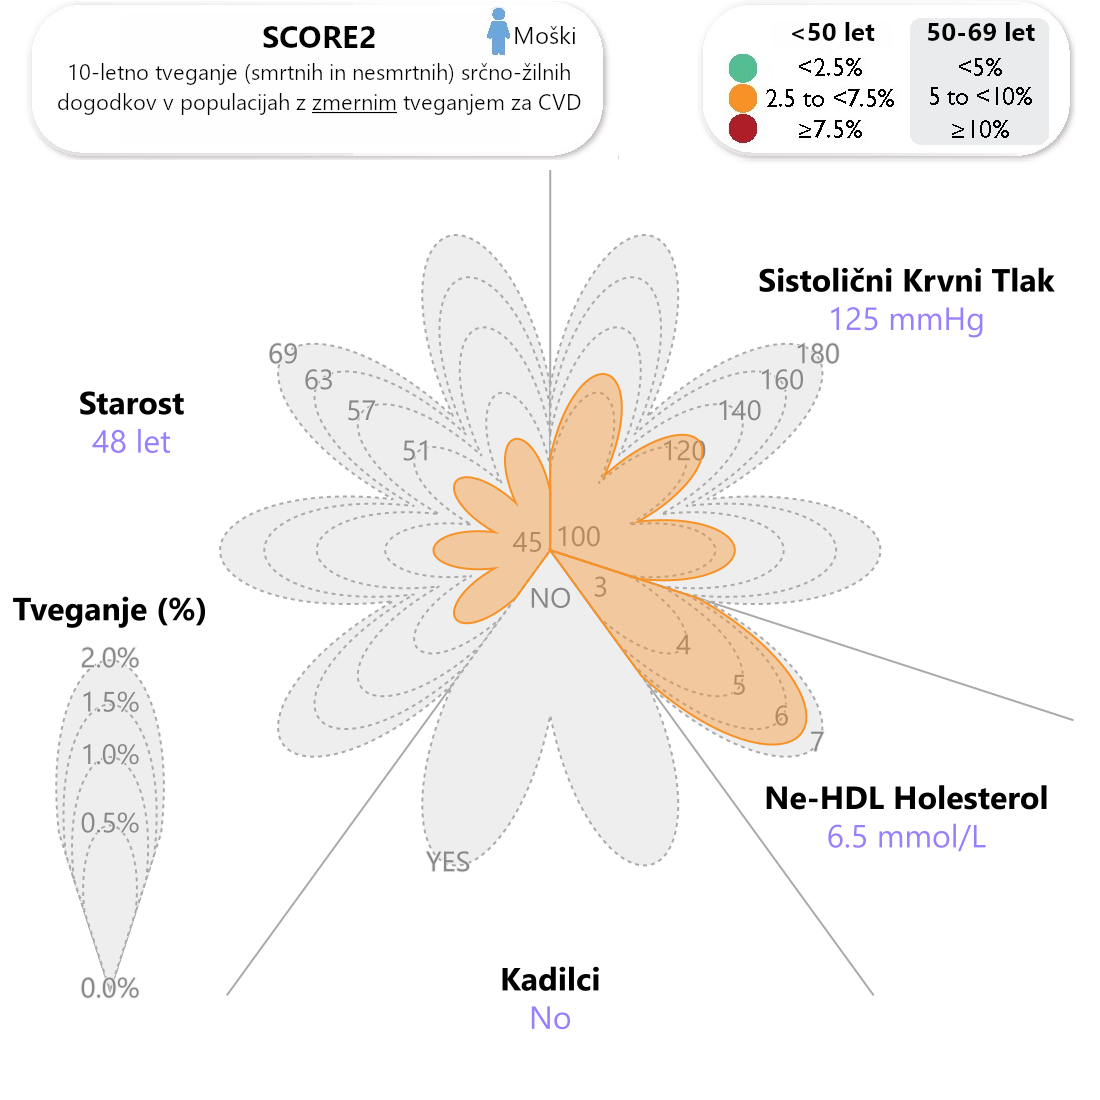 SCORE2
Moški
10-letno tveganje (smrtnih in nesmrtnih) srčno-žilnih
dogodkov v populacijah z zmernim tveganjem za CVD
<50 let
50-69 let
<2.5%
<5%
2.5 to <7.5%
5 to <10%
≥7.5%
≥10%
Sistolični Krvni Tlak
125 mmHg
180
160
140
120
100
69
63
57
51
45
Starost
48 let
NO
3
4
5
6
7
Tveganje (%)
2.0%
1.5%
1.0%
0.5%
0.0%
Ne-HDL Holesterol
6.5 mmol/L
YES
Kadilci
No